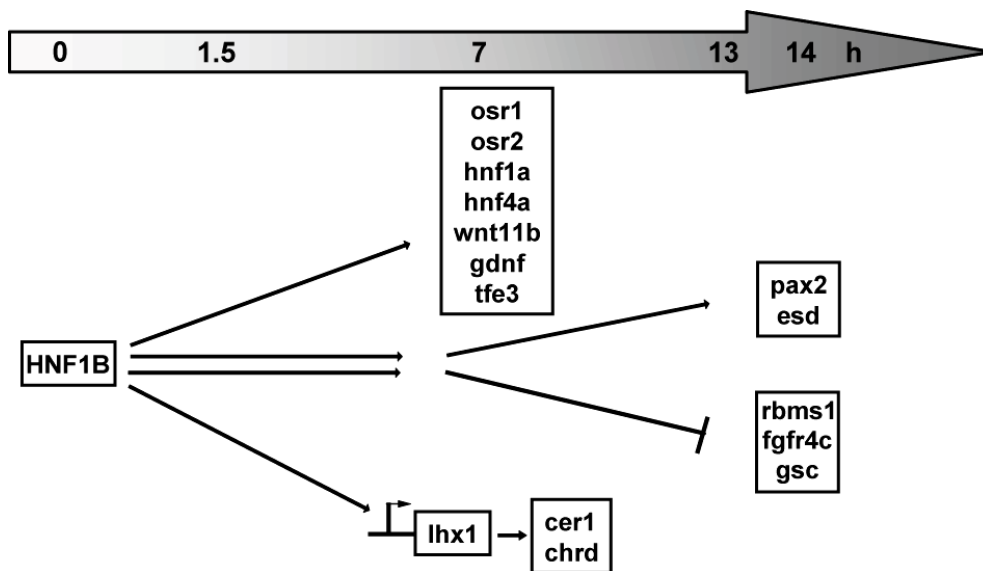 0 1.5 7 13 14 h
osr1
osr2
hnf1a
hnf4a
wnt11b
gdnf
tfe3
pax2
esd
HNF1B
rbms1
fgfr4c
gsc
lhx1
cer1
chrd